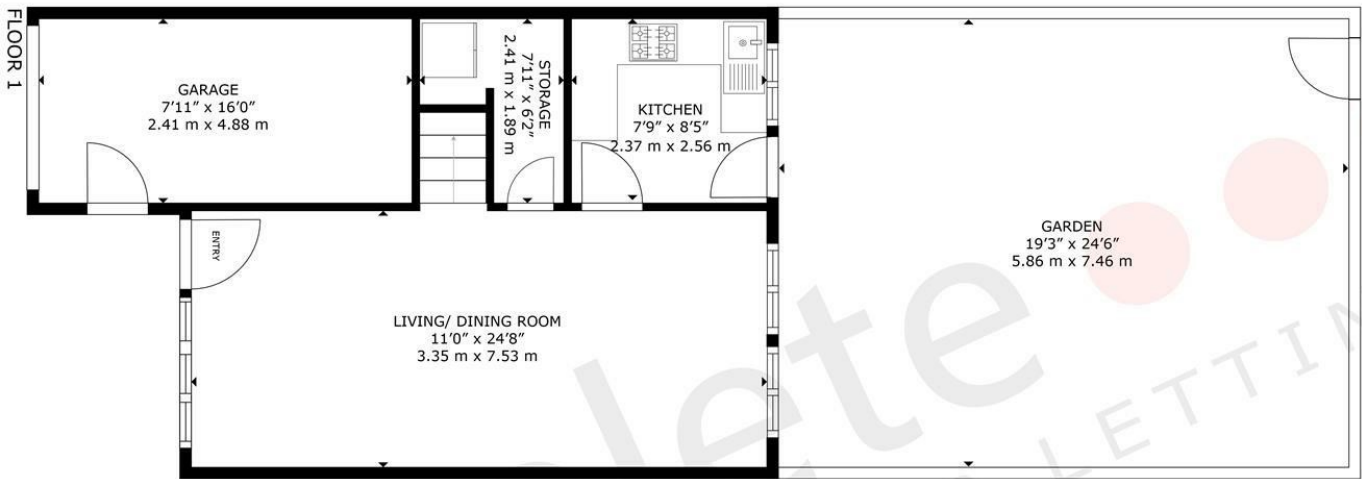 FLOOR 1
GARAGE
7'11" x 16'0"
2.41 m x 4.88 m
STORAGE
7'11" x 6'2"
2.41 m x 1.89 m
KITCHEN
7'9" x 8'5"
2.37 m x 2.56 m
GARDEN
19'3" x 24'6"
5.86 m x 7.46 m
ENTRY
LIVING/ DINING ROOM
11'0" x 24'8"
3.35 m x 7.53 m
lete
LETTIN